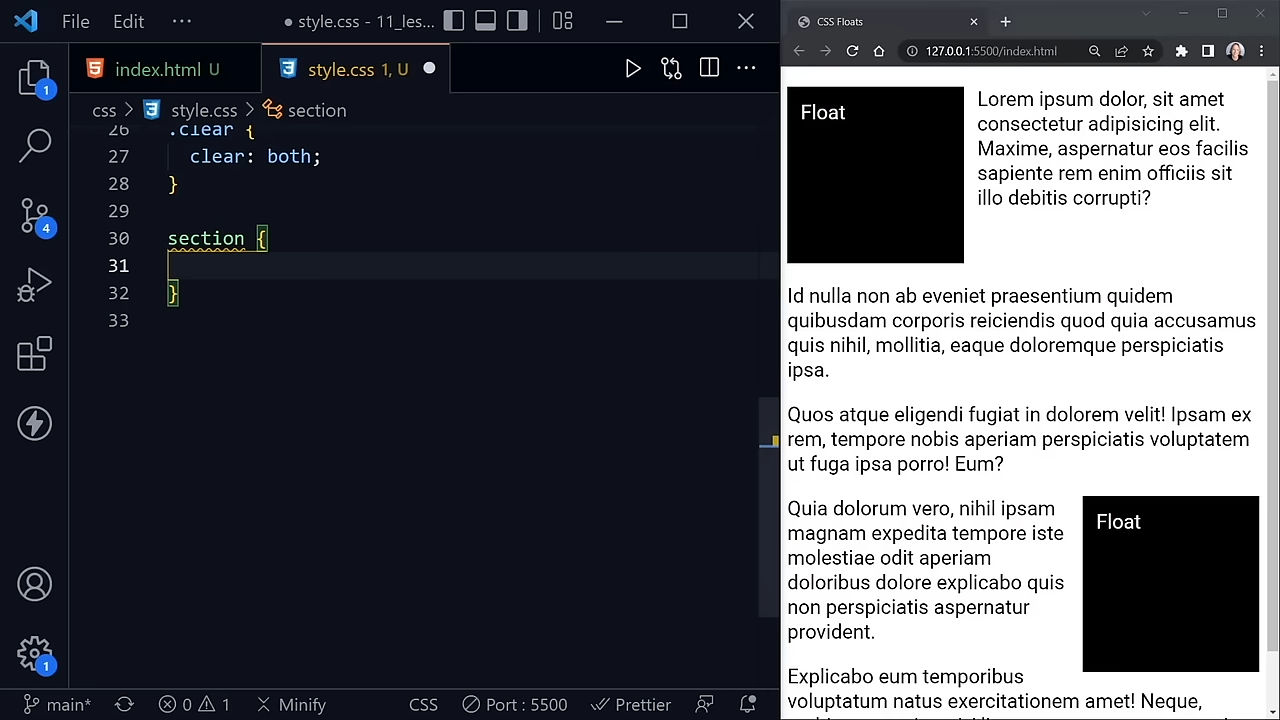 File Edit ··· ● style.css - 11_les...
index.html U
style.css 1, U
css > style.css > section
26 .clear {
27 clear: both;
28 }
29
30 section {
31
32 }
33
1
4
1
main* 0 1 Minify CSS Port : 5500 Prettier
CSS Floats
127.0.0.1:5500/index.html
Float
Lorem ipsum dolor, sit amet
consectetur adipisicing elit.
Maxime, aspernatur eos facilis
sapiente rem enim officiis sit
illo debitis corrupti?
Id nulla non ab eveniet praesentium quidem
quibusdam corporis reiciendis quod quia accusamus
quis nihil, mollitia, eaque doloremque perspiciatis
ipsa.
Quos atque eligendi fugiat in dolorem velit! Ipsam ex
rem, tempore nobis aperiam perspiciatis voluptatem
ut fuga ipsa porro! Eum?
Quia dolorum vero, nihil ipsam
magnam expedita tempore iste
molestiae odit aperiam
doloribus dolore explicabo quis
non perspiciatis aspernatur
provident.
Float
Explicabo eum temporibus
voluptatum natus exercitationem amet! Neque,